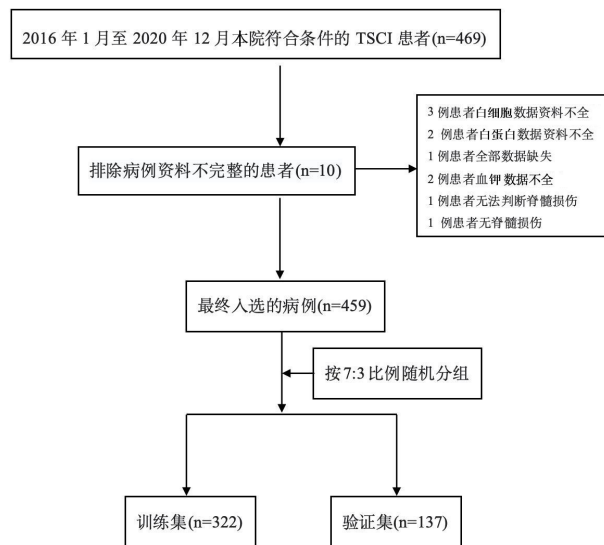 2016 年 1 月至 2020 年 12 月本院符合条件的 TSCI 患者(n=469)
3 例患者白细胞数据资料不全
2 例患者白蛋白数据资料不全
1 例患者全部数据缺失
2 例患者血钾数据不全
1 例患者无法判断脊髓损伤
1 例患者无脊髓损伤
排除病例资料不完整的患者(n=10)
最终入选的病例(n=459)
按 7:3 比例随机分组
训练集(n=322)
验证集(n=137)